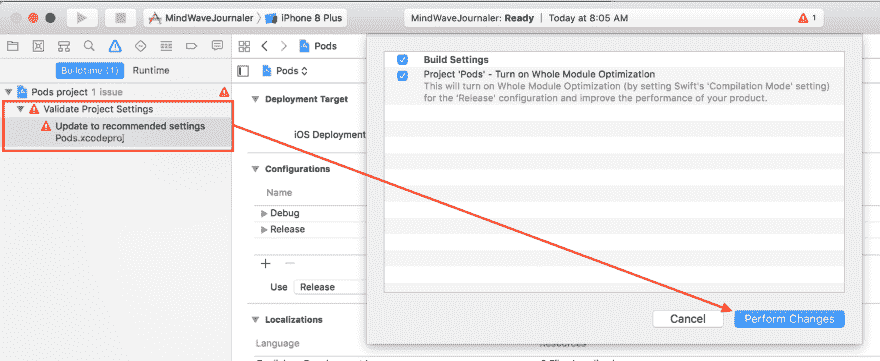 MindWaveJournaler
iPhone 8 Plus
MindWaveJournaler: Ready | Today at 8:05 AM
1
Pods
Buildtime (1)
Runtime
Pods
Pods project 1 issue
Validate Project Settings
Update to recommended settings
Pods.xcodeproj
Deployment Target
iOS Deploymen
Configurations
Name
Debug
Release
Use
Release
Localizations
Language
Resources
Build Settings
Project 'Pods' - Turn on Whole Module Optimization
This will turn on Whole Module Optimization (by setting Swift's 'Compilation Mode' setting)
for the 'Release' configuration and improve the performance of your product.
Cancel
Perform Changes